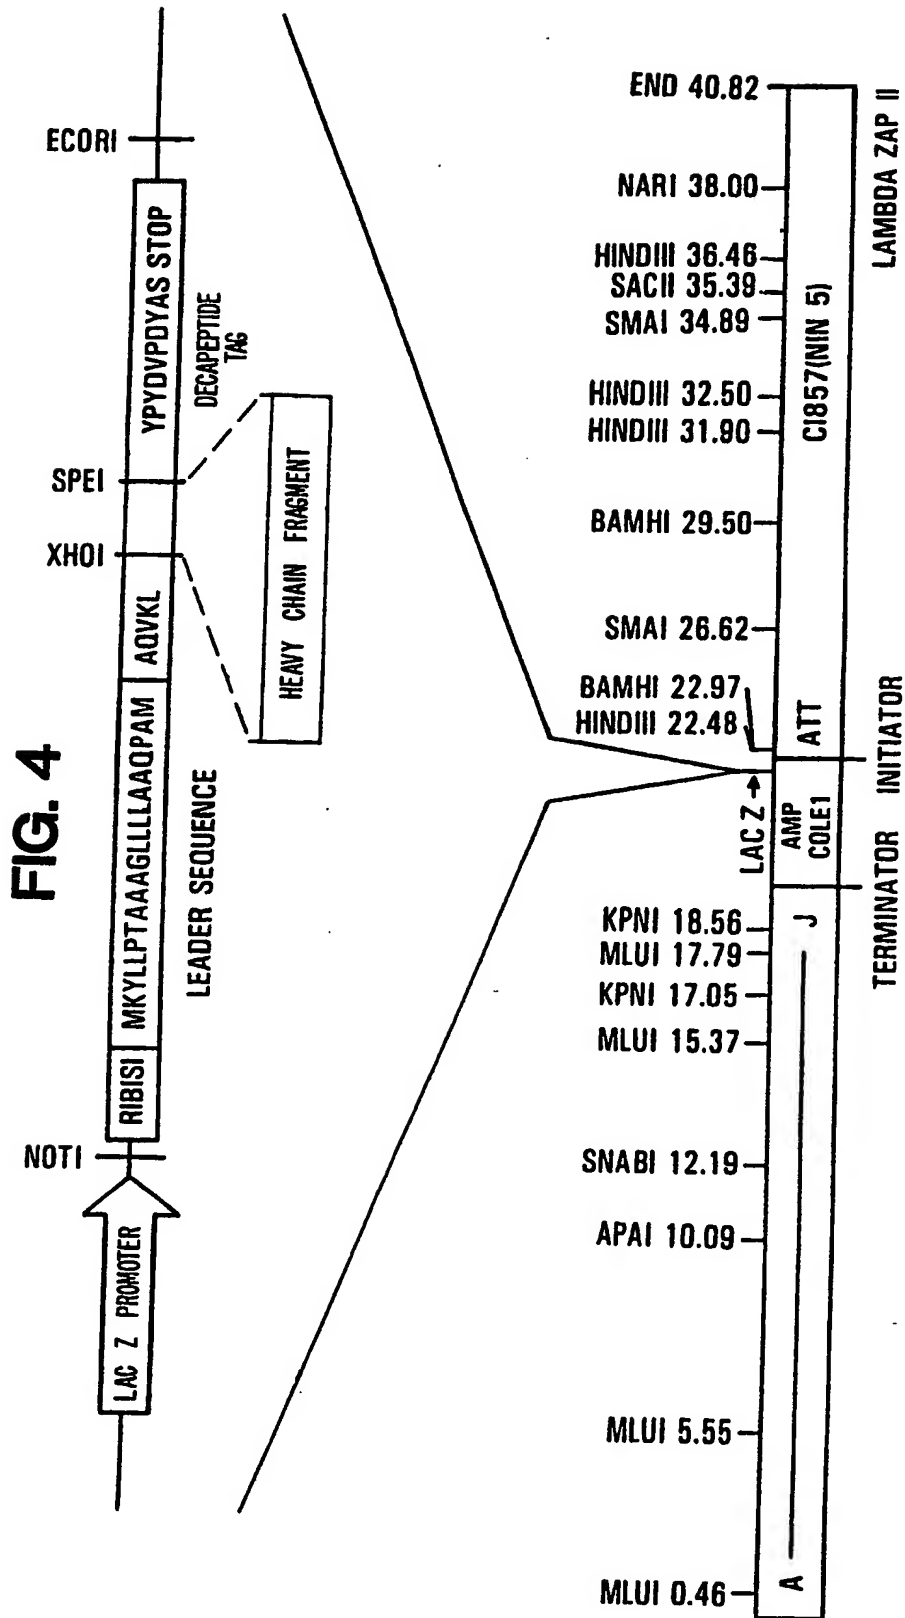 FIG. 4
LAC Z PROMOTER
NOTI
RIBISI
MKYLLPTAAAGLLLLAAQPAM
AQVKL
XHOI
SPEI
YPYDVPDYAS STOP
ECORI
LEADER SEQUENCE
DECAPEPTIDE
TAG
HEAVY CHAIN FRAGMENT
MLUI 0.46
MLUI 5.55
APAI 10.09
SNABI 12.19
MLUI 15.37
KPNI 17.05
MLUI 17.79
KPNI 18.56
LAC Z
HINDIII 22.48
BAMHI 22.97
SMAI 26.62
BAMHI 29.50
HINDIII 31.90
HINDIII 32.50
SMAI 34.89
SACII 35.39
HINDIII 36.46
NARI 38.00
END 40.82
A
J
AMP
COLE1
ATT
CI857(NIN 5)
TERMINATOR
INITIATOR
LAMBDA ZAP II